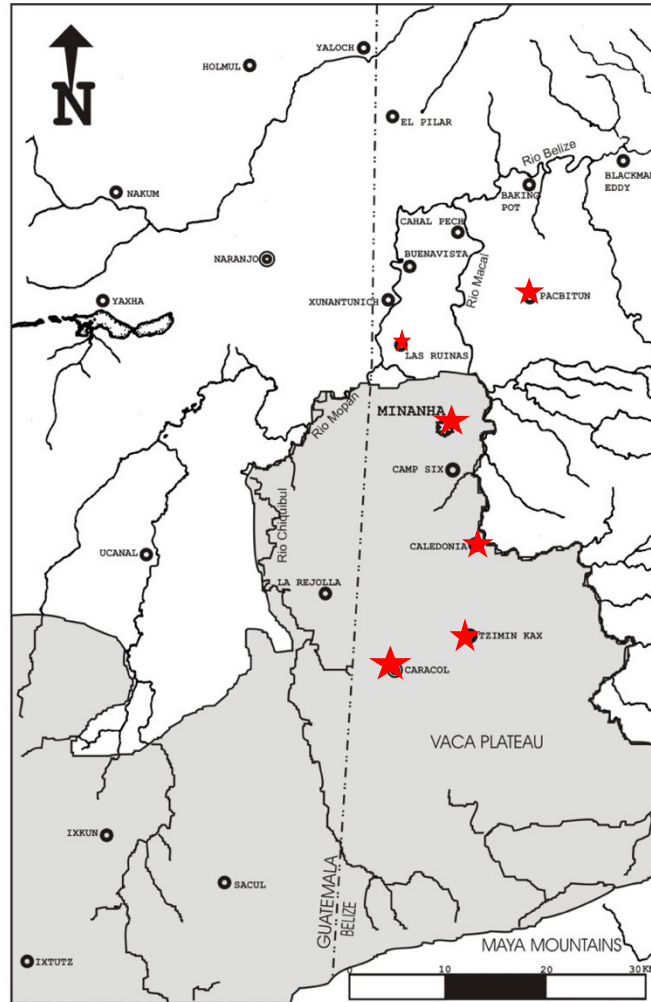 YALOCH
HOLMUL
N
EL PILAR
Rio Belize
BLACKMAN
EDDY
BAKING
POT
NAKUM
CAHAL PECH
NARANJO
BUENAVISTA
Rio Macal
YAXHA
XUNANTUNICH
PACBITUN
LAS RUINAS
Rio Mopan
MINANHA
CAMP SIX
Rio Chiquibul
UCANAL
CALEDONIA
LA REJOLLA
TZIMIN KAX
CARACOL
VACA PLATEAU
IXKUN
SACUL
GUATEMALA
BELIZE
MAYA MOUNTAINS
IXTUTZ
0 10 20 30KM